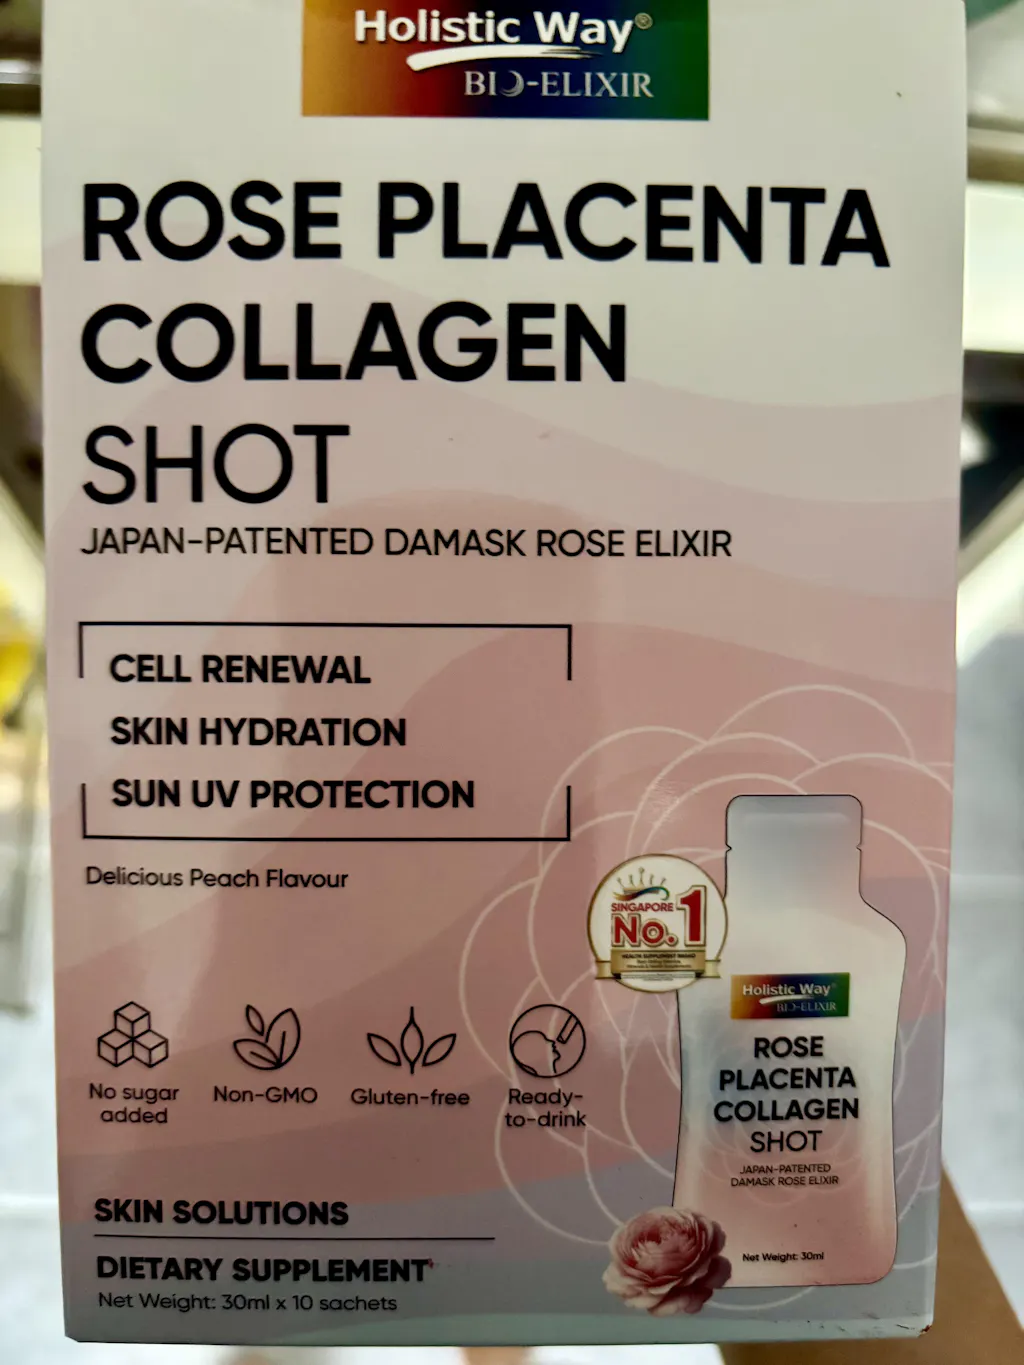 Holistic Way®
BIO-ELIXIR
ROSE PLACENTA
COLLAGEN
SHOT
JAPAN-PATENTED DAMASK ROSE ELIXIR
CELL RENEWAL
SKIN HYDRATION
SUN UV PROTECTION
Delicious Peach Flavour
SINGAPORE
No.1
HEALTH SUPPLEMENT BRAND
No sugar
added
Non-GMO
Gluten-free
Ready-
to-drink
Holistic Way®
BIO-ELIXIR
ROSE
PLACENTA
COLLAGEN
SHOT
JAPAN-PATENTED
DAMASK ROSE ELIXIR
Net Weight: 30ml
SKIN SOLUTIONS
DIETARY SUPPLEMENT
Net Weight: 30ml x 10 sachets